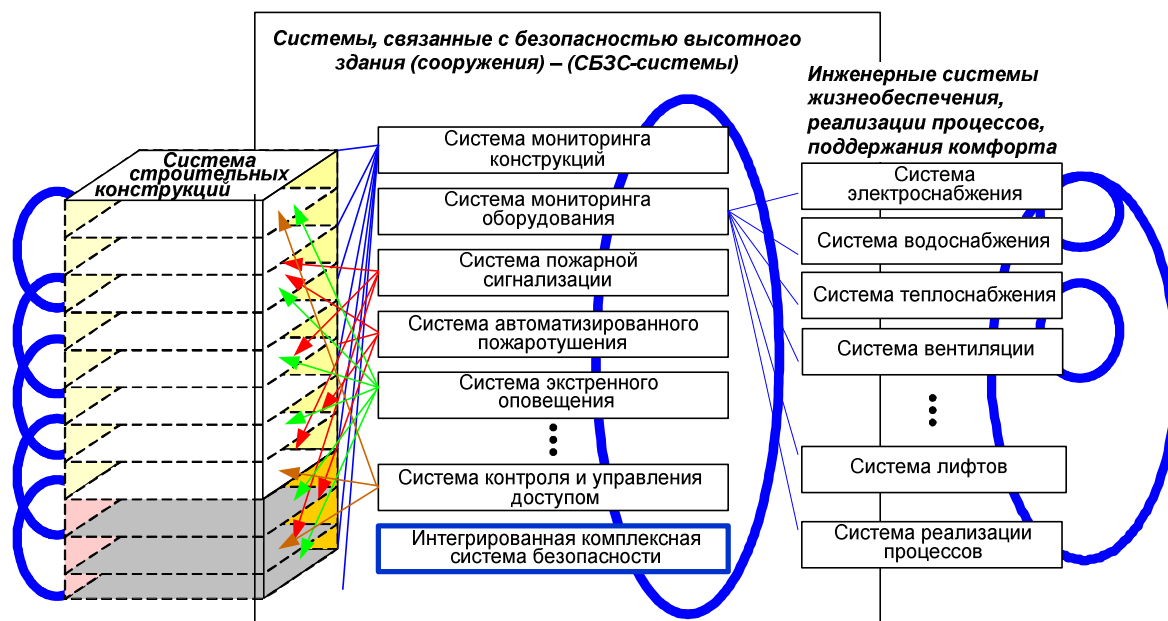 Системы, связанные с безопасностью высотного
здания (сооружения) – (СБЗС-системы)
Инженерные системы
жизнеобеспечения,
реализации процессов,
поддержания комфорта
Система
строительных
конструкций
Система мониторинга
конструкций
Система мониторинга
оборудования
Система пожарной
сигнализации
Система автоматизированного
пожаротушения
Система экстренного
оповещения
Система контроля и управления
доступом
Интегрированная комплексная
система безопасности
Система
электроснабжения
Система водоснабжения
Система теплоснабжения
Система вентиляции
Система лифтов
Система реализации
процессов